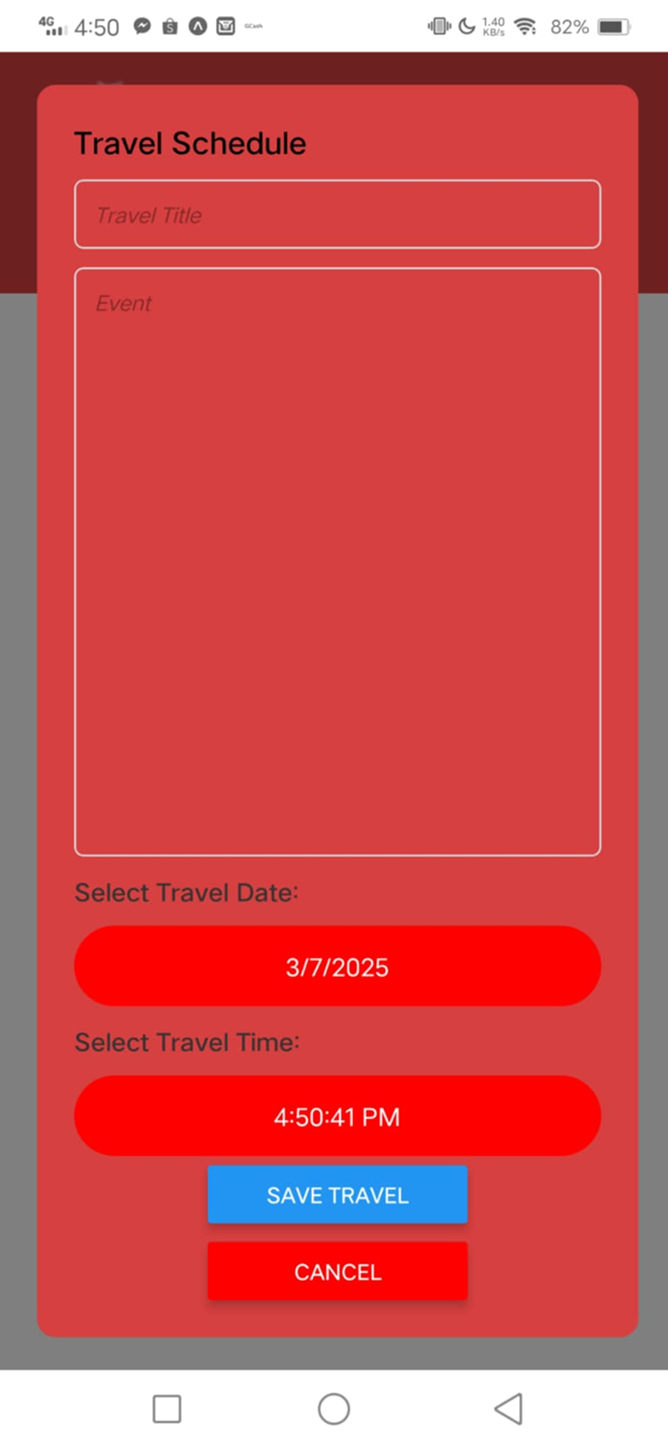 4G 4:50 GCash 1.40 KB/s 82%
Travel Schedule
Travel Title
Event
Select Travel Date:
3/7/2025
Select Travel Time:
4:50:41 PM
SAVE TRAVEL
CANCEL